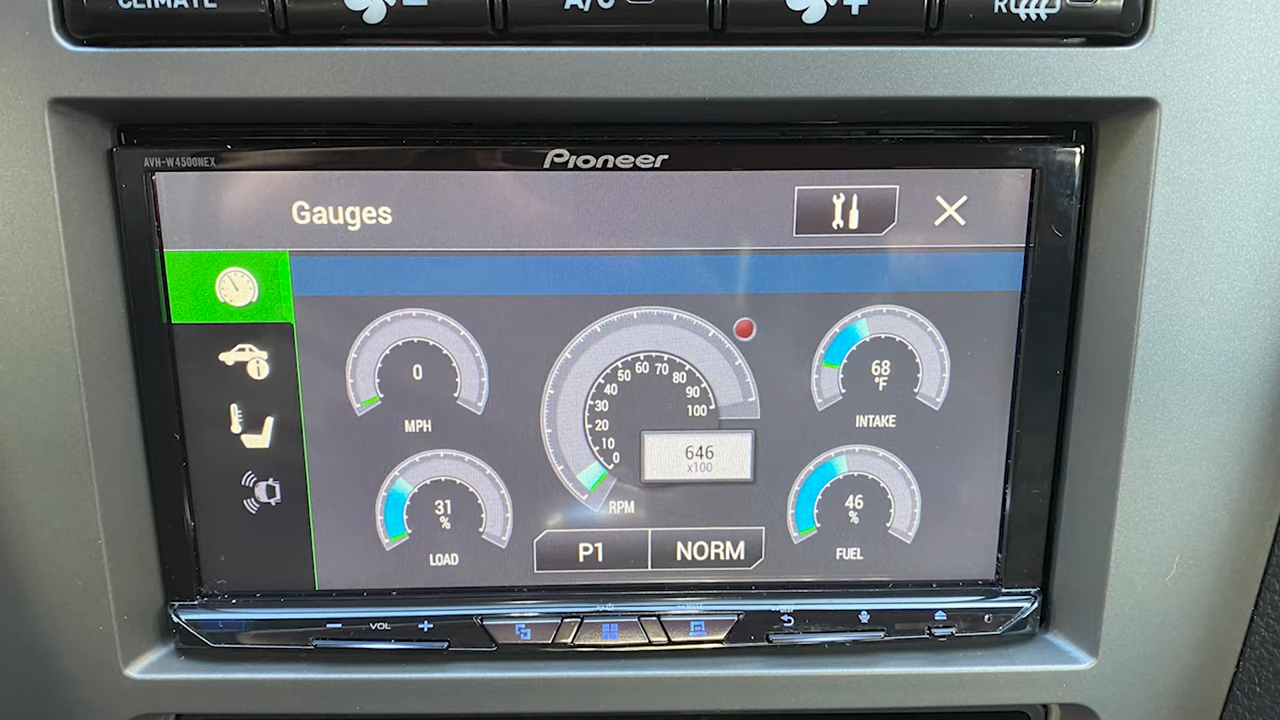 CLIMATE
A/C
R
AVH-W4500NEX
Pioneer
Gauges
0
MPH
0
10
20
30
40
50
60
70
80
90
100
646
x100
RPM
68
°F
INTAKE
31
%
LOAD
46
%
FUEL
P1
NORM
VOL